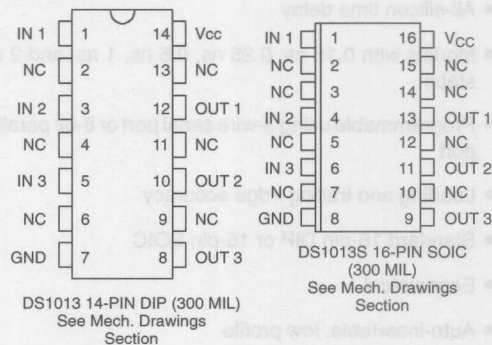 IN 1 1 14 VCC
NC 2 13 NC
IN 2 3 12 OUT 1
NC 4 11 NC
IN 3 5 10 OUT 2
NC 6 9 NC
GND 7 8 OUT 3
DS1013 14-PIN DIP (300 MIL)
See Mech. Drawings
Section
IN 1 1 16 VCC
NC 2 15 NC
NC 3 14 NC
IN 2 4 13 OUT 1
NC 5 12 NC
IN 3 6 11 OUT 2
NC 7 10 NC
GND 8 9 OUT 3
DS1013S 16-PIN SOIC
(300 MIL)
See Mech. Drawings
Section